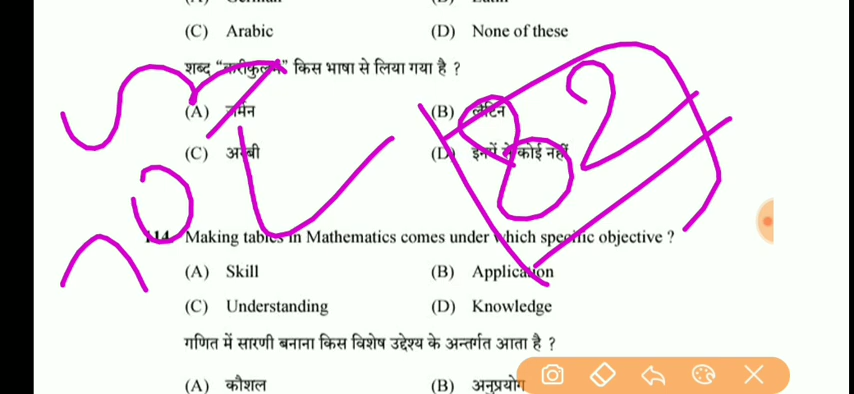 (C) Arabic (D) None of these
शब्द “करीकुलम” किस भाषा से लिया गया है ?
(A) जर्मन (B) लैटिन
(C) अरबी (D) इनमें से कोई नहीं
114. Making tables in Mathematics comes under which specific objective ?
(A) Skill (B) Application
(C) Understanding (D) Knowledge
गणित में सारणी बनाना किस विशेष उद्देश्य के अन्तर्गत आता है ?
(A) कौशल (B) अनुप्रयोग